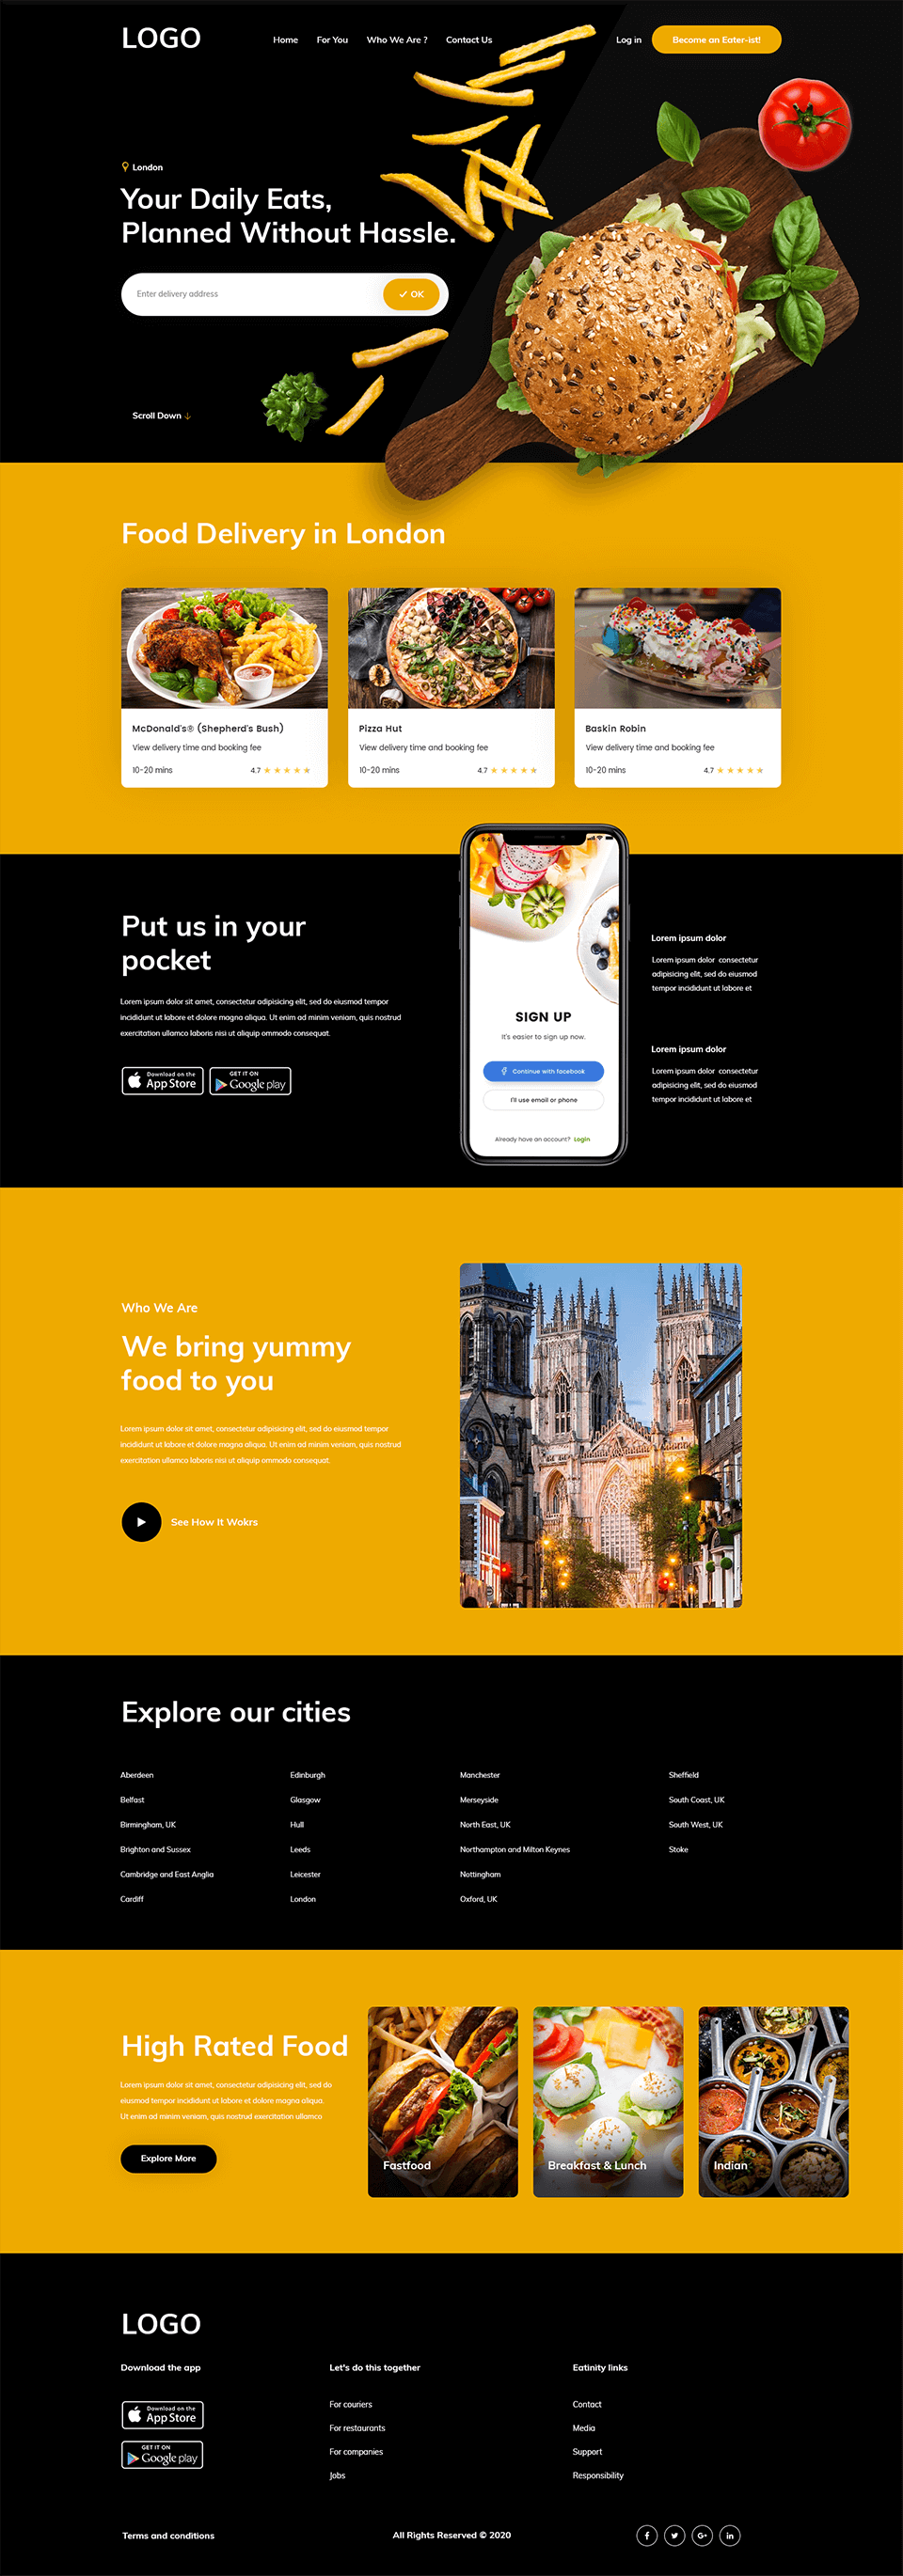 LOGO
Home
For You
Who We Are ?
Contact Us
Log in
Become an Eater-ist!
London
Your Daily Eats,
Planned Without Hassle.
Enter delivery address
OK
Scroll Down
Food Delivery in London
McDonald's® (Shepherd's Bush)
View delivery time and booking fee
10-20 mins
4.7
Pizza Hut
View delivery time and booking fee
10-20 mins
4.7
Baskin Robin
View delivery time and booking fee
10-20 mins
4.7
Put us in your
pocket
Lorem ipsum dolor sit amet, consectetur adipisicing elit, sed do eiusmod tempor
incididunt ut labore et dolore magna aliqua. Ut enim ad minim veniam, quis nostrud
exercitation ullamco laboris nisi ut aliquip ommodo consequat.
Download on the
App Store
GET IT ON
Google play
9:41
SIGN UP
It's easier to sign up now.
Continue with facebook
I'll use email or phone
Already have an account? Login
Lorem ipsum dolor
Lorem ipsum dolor consectetur
adipisicing elit, sed do eiusmod
tempor incididunt ut labore et
Lorem ipsum dolor
Lorem ipsum dolor consectetur
adipisicing elit, sed do eiusmod
tempor incididunt ut labore et
Who We Are
We bring yummy
food to you
Lorem ipsum dolor sit amet, consectetur adipisicing elit, sed do eiusmod tempor
incididunt ut labore et dolore magna aliqua. Ut enim ad minim veniam, quis nostrud
exercitation ullamco laboris nisi ut aliquip ommodo consequat.
See How It Wokrs
Explore our cities
Aberdeen
Belfast
Birmingham, UK
Brighton and Sussex
Cambridge and East Anglia
Cardiff
Edinburgh
Glasgow
Hull
Leeds
Leicester
London
Manchester
Merseyside
North East, UK
Northampton and Milton Keynes
Nottingham
Oxford, UK
Sheffield
South Coast, UK
South West, UK
Stoke
High Rated Food
Lorem ipsum dolor sit amet, consectetur adipisicing elit, sed do
eiusmod tempor incididunt ut labore et dolore magna aliqua.
Ut enim ad minim veniam, quis nostrud exercitation ullamco
Explore More
Fastfood
Breakfast & Lunch
Indian
LOGO
Download the app
Download on the
App Store
GET IT ON
Google play
Let's do this together
For couriers
For restaurants
For companies
Jobs
Eatinity links
Contact
Media
Support
Responsibility
Terms and conditions
All Rights Reserved © 2020